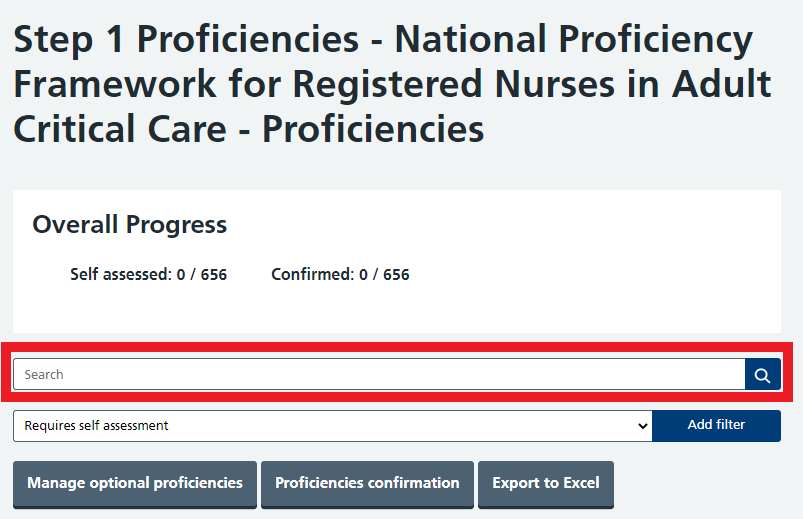 Step 1 Proficiencies - National Proficiency
Framework for Registered Nurses in Adult
Critical Care - Proficiencies
Overall Progress
Self assessed: 0 / 656 Confirmed: 0 / 656
Search
Requires self assessment Add filter
Manage optional proficiencies Proficiencies confirmation Export to Excel